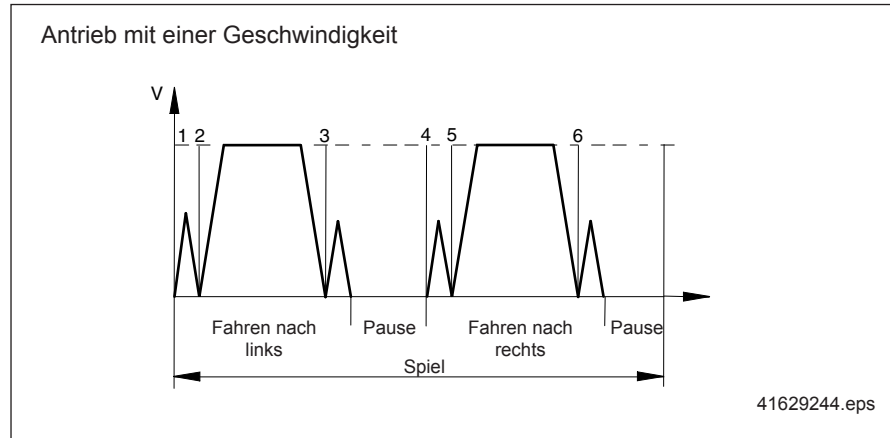 Antrieb mit einer Geschwindigkeit
V
1 2 3 4 5 6
Fahren nach links Pause Fahren nach rechts Pause
Spiel
41629244.eps